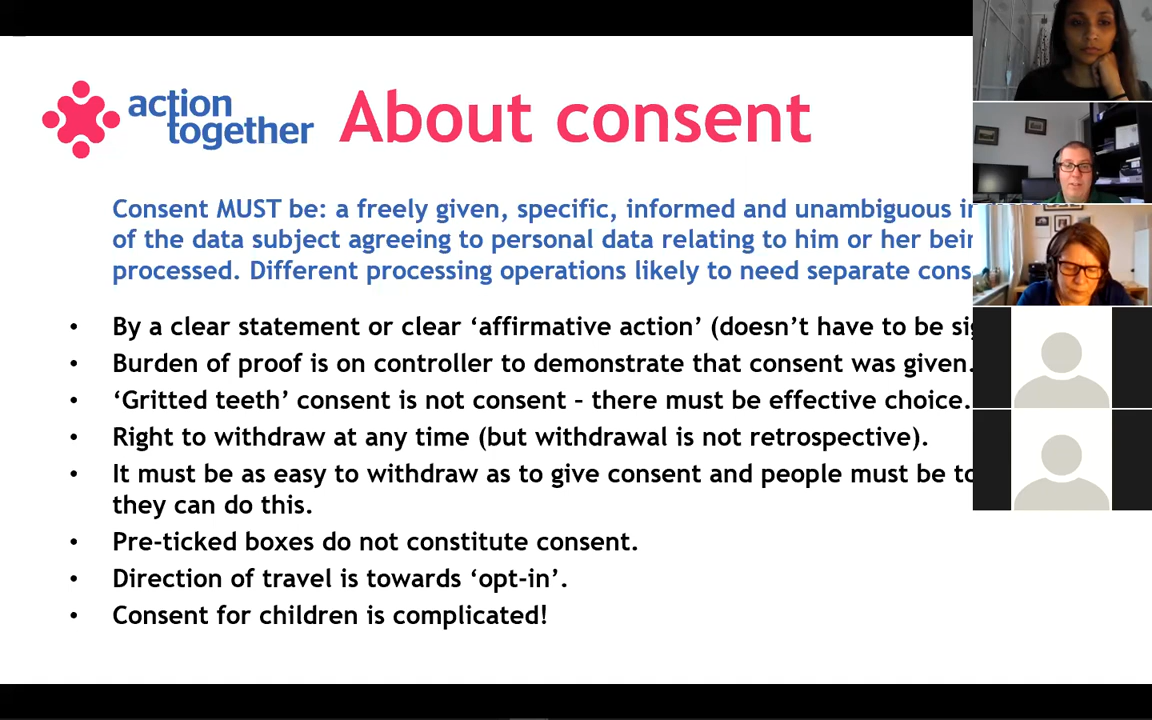 action
together
About consent
Consent MUST be: a freely given, specific, informed and unambiguous
of the data subject agreeing to personal data relating to him or her
processed. Different processing operations likely to need separate
• By a clear statement or clear ‘affirmative action’ (doesn’t have to be
• Burden of proof is on controller to demonstrate that consent was given.
• ‘Gritted teeth’ consent is not consent – there must be effective choice.
• Right to withdraw at any time (but withdrawal is not retrospective).
• It must be as easy to withdraw as to give consent and people must be
they can do this.
• Pre-ticked boxes do not constitute consent.
• Direction of travel is towards ‘opt-in’.
• Consent for children is complicated!